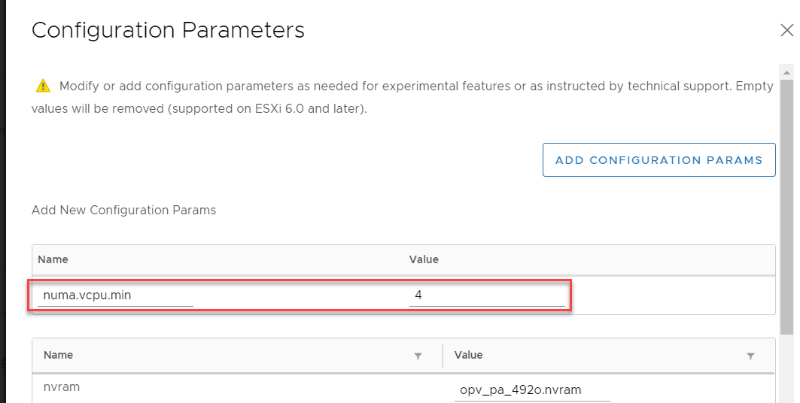 Configuration Parameters
Modify or add configuration parameters as needed for experimental features or as instructed by technical support. Empty
values will be removed (supported on ESXi 6.0 and later).
ADD CONFIGURATION PARAMS
Add New Configuration Params
Name Value
numa.vcpu.min 4
Name Value
nvram opv_pa_492o.nvram